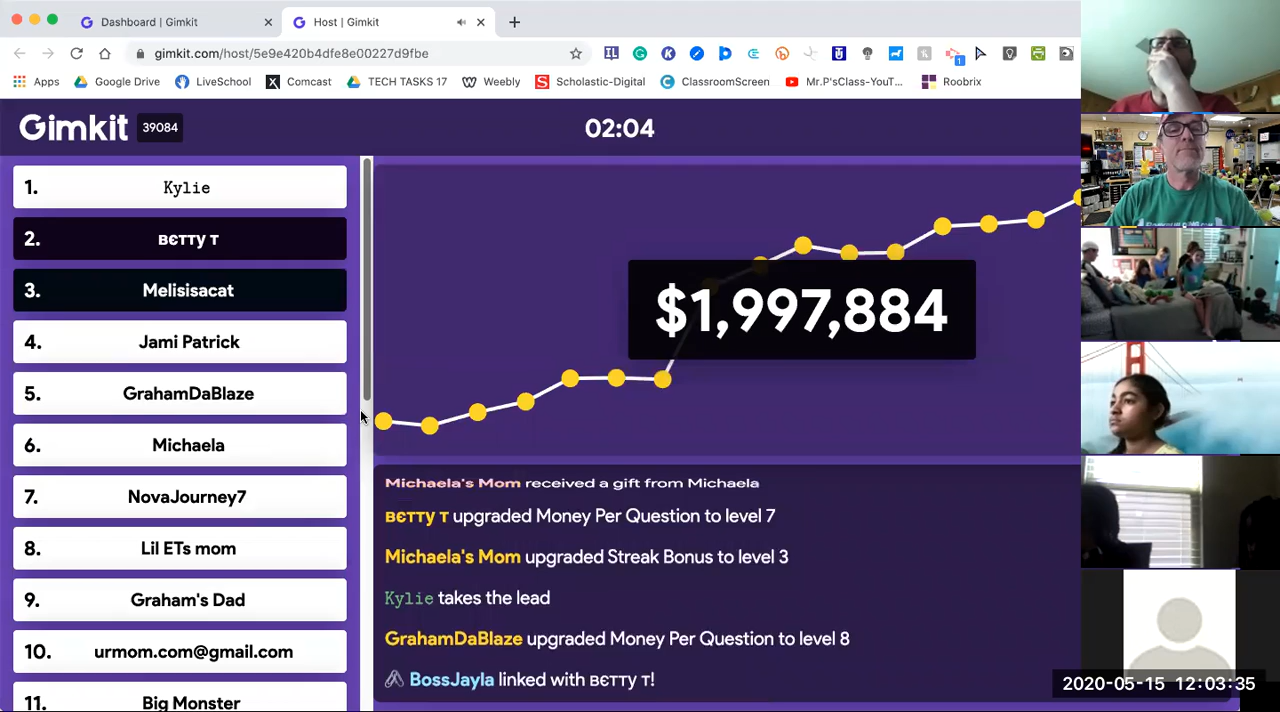 Dashboard | Gimkit
Host | Gimkit
gimkit.com/host/5e9e420b4dfe8e00227d9fbe
Apps
Google Drive
LiveSchool
Comcast
TECH TASKS 17
Weebly
Scholastic-Digital
ClassroomScreen
Mr.P'sClass-YouT...
Roobrix
Gimkit 39084
02:04
1. Kylie
2. BЄTTY T
3. Melisisacat
4. Jami Patrick
5. GrahamDaBlaze
6. Michaela
7. NovaJourney7
8. Lil ETs mom
9. Graham's Dad
10. urmom.com@gmail.com
11. Big Monster
$1,997,884
Michaela's Mom received a gift from Michaela
BЄTTY T upgraded Money Per Question to level 7
Michaela's Mom upgraded Streak Bonus to level 3
Kylie takes the lead
GrahamDaBlaze upgraded Money Per Question to level 8
BossJayla linked with BЄTTY T!
2020-05-15 12:03:35